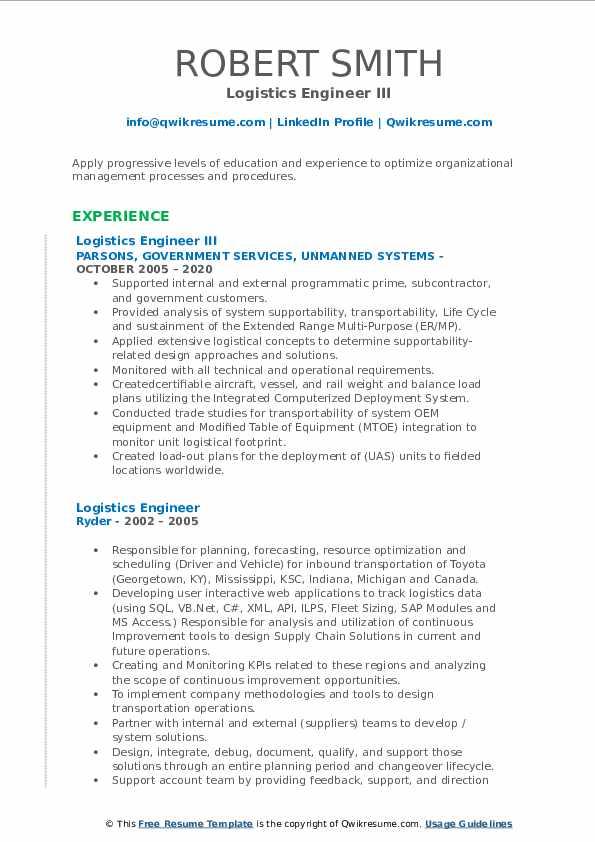 ROBERT SMITH
Logistics Engineer III
info@qwikresume.com | LinkedIn Profile | Qwikresume.com
Apply progressive levels of education and experience to optimize organizational
management processes and procedures.
EXPERIENCE
Logistics Engineer III
PARSONS, GOVERNMENT SERVICES, UNMANNED SYSTEMS -
OCTOBER 2005 – 2020
• Supported internal and external programmatic prime, subcontractor,
and government customers.
• Provided analysis of system supportability, transportability, Life Cycle
and sustainment of the Extended Range Multi-Purpose (ER/MP).
• Applied extensive logistical concepts to determine supportability-
related design approaches and solutions.
• Monitored with all technical and operational requirements.
• Createdcertifiable aircraft, vessel, and rail weight and balance load
plans utilizing the Integrated Computerized Deployment System.
• Conducted trade studies for transportability of system OEM
equipment and Modified Table of Equipment (MTOE) integration to
monitor unit logistical footprint.
• Created load-out plans for the deployment of (UAS) units to fielded
locations worldwide.
Logistics Engineer
Ryder - 2002 – 2005
• Responsible for planning, forecasting, resource optimization and
scheduling (Driver and Vehicle) for inbound transportation of Toyota
(Georgetown, KY), Mississippi, KSC, Indiana, Michigan and Canada.
• Developing user interactive web applications to track logistics data
(using SQL, VB.Net, C#, XML, API, ILPS, Fleet Sizing, SAP Modules and
MS Access.) Responsible for analysis and utilization of continuous
Improvement tools to design Supply Chain Solutions in current and
future operations.
• Creating and Monitoring KPIs related to these regions and analyzing
the scope of continuous improvement opportunities.
• To implement company methodologies and tools to design
transportation operations.
• Partner with internal and external (suppliers) teams to develop /
system solutions.
• Design, integrate, debug, document, qualify, and support those
solutions through an entire planning period and changeover lifecycle.
• Support account team by providing feedback, support, and direction
© This Free Resume Template is the copyright of Qwikresume.com. Usage Guidelines